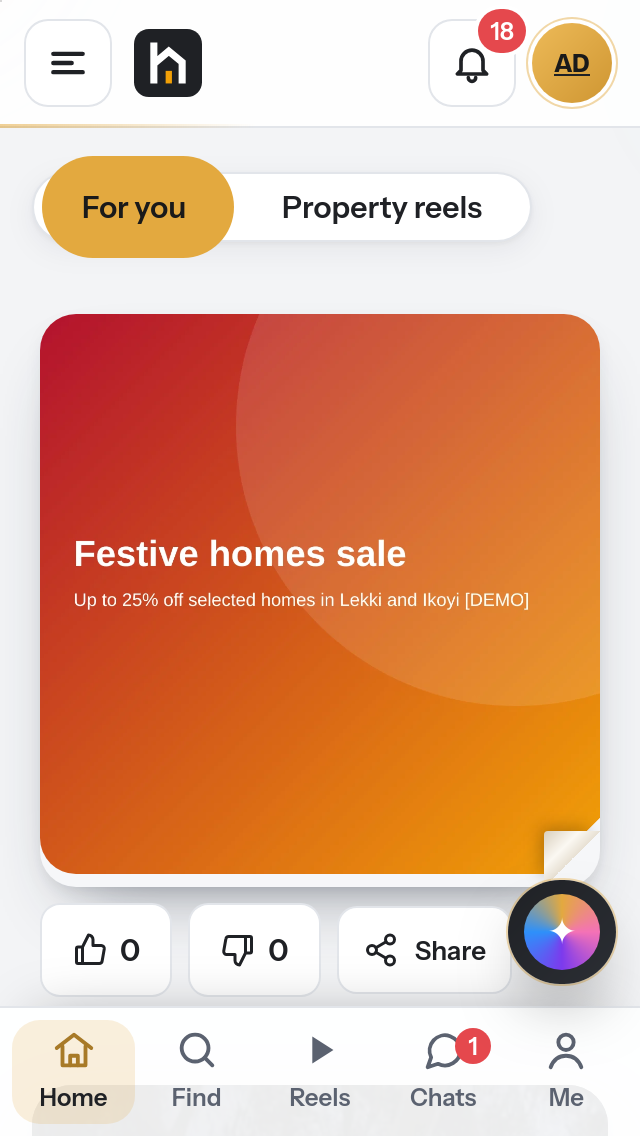 18
AD
For you
Property reels
Festive homes sale
Up to 25% off selected homes in Lekki and Ikoyi [DEMO]
0
0
Share
1
Home
Find
Reels
Chats
Me